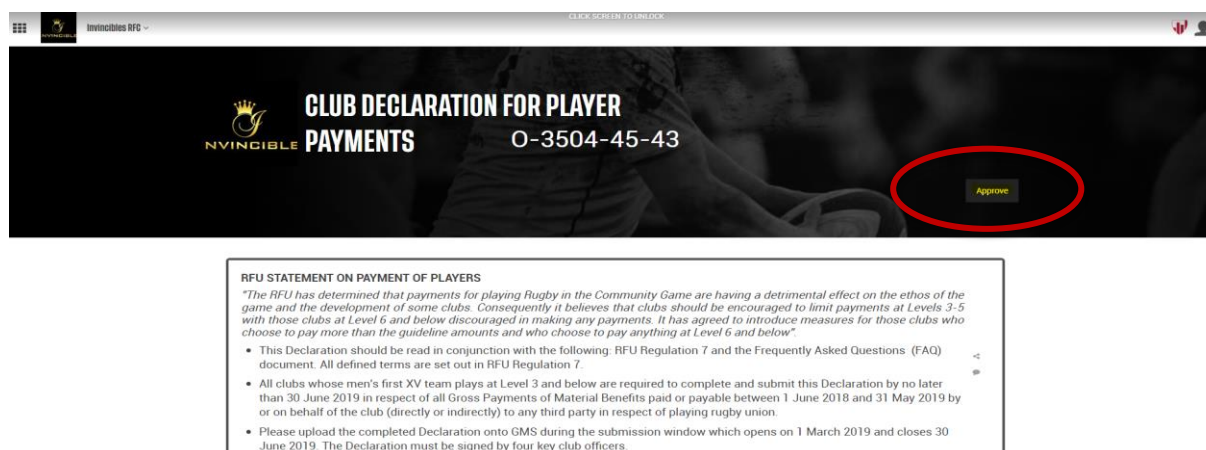 CLICK SCREEN TO UNLOCK
NVINCIBLE
Invincibles RFC
NVINCIBLE
CLUB DECLARATION FOR PLAYER
PAYMENTS
O-3504-45-43
Approve
RFU STATEMENT ON PAYMENT OF PLAYERS
"The RFU has determined that payments for playing Rugby in the Community Game are having a detrimental effect on the ethos of the
game and the development of some clubs. Consequently it believes that clubs should be encouraged to limit payments at Levels 3-5
with those clubs at Level 6 and below discouraged in making any payments. It has agreed to introduce measures for those clubs who
choose to pay more than the guideline amounts and who choose to pay anything at Level 6 and below".
• This Declaration should be read in conjunction with the following: RFU Regulation 7 and the Frequently Asked Questions (FAQ)
document. All defined terms are set out in RFU Regulation 7.
• All clubs whose men's first XV team plays at Level 3 and below are required to complete and submit this Declaration by no later
than 30 June 2019 in respect of all Gross Payments of Material Benefits paid or payable between 1 June 2018 and 31 May 2019 by
or on behalf of the club (directly or indirectly) to any third party in respect of playing rugby union.
• Please upload the completed Declaration onto GMS during the submission window which opens on 1 March 2019 and closes 30
June 2019. The Declaration must be signed by four key club officers.